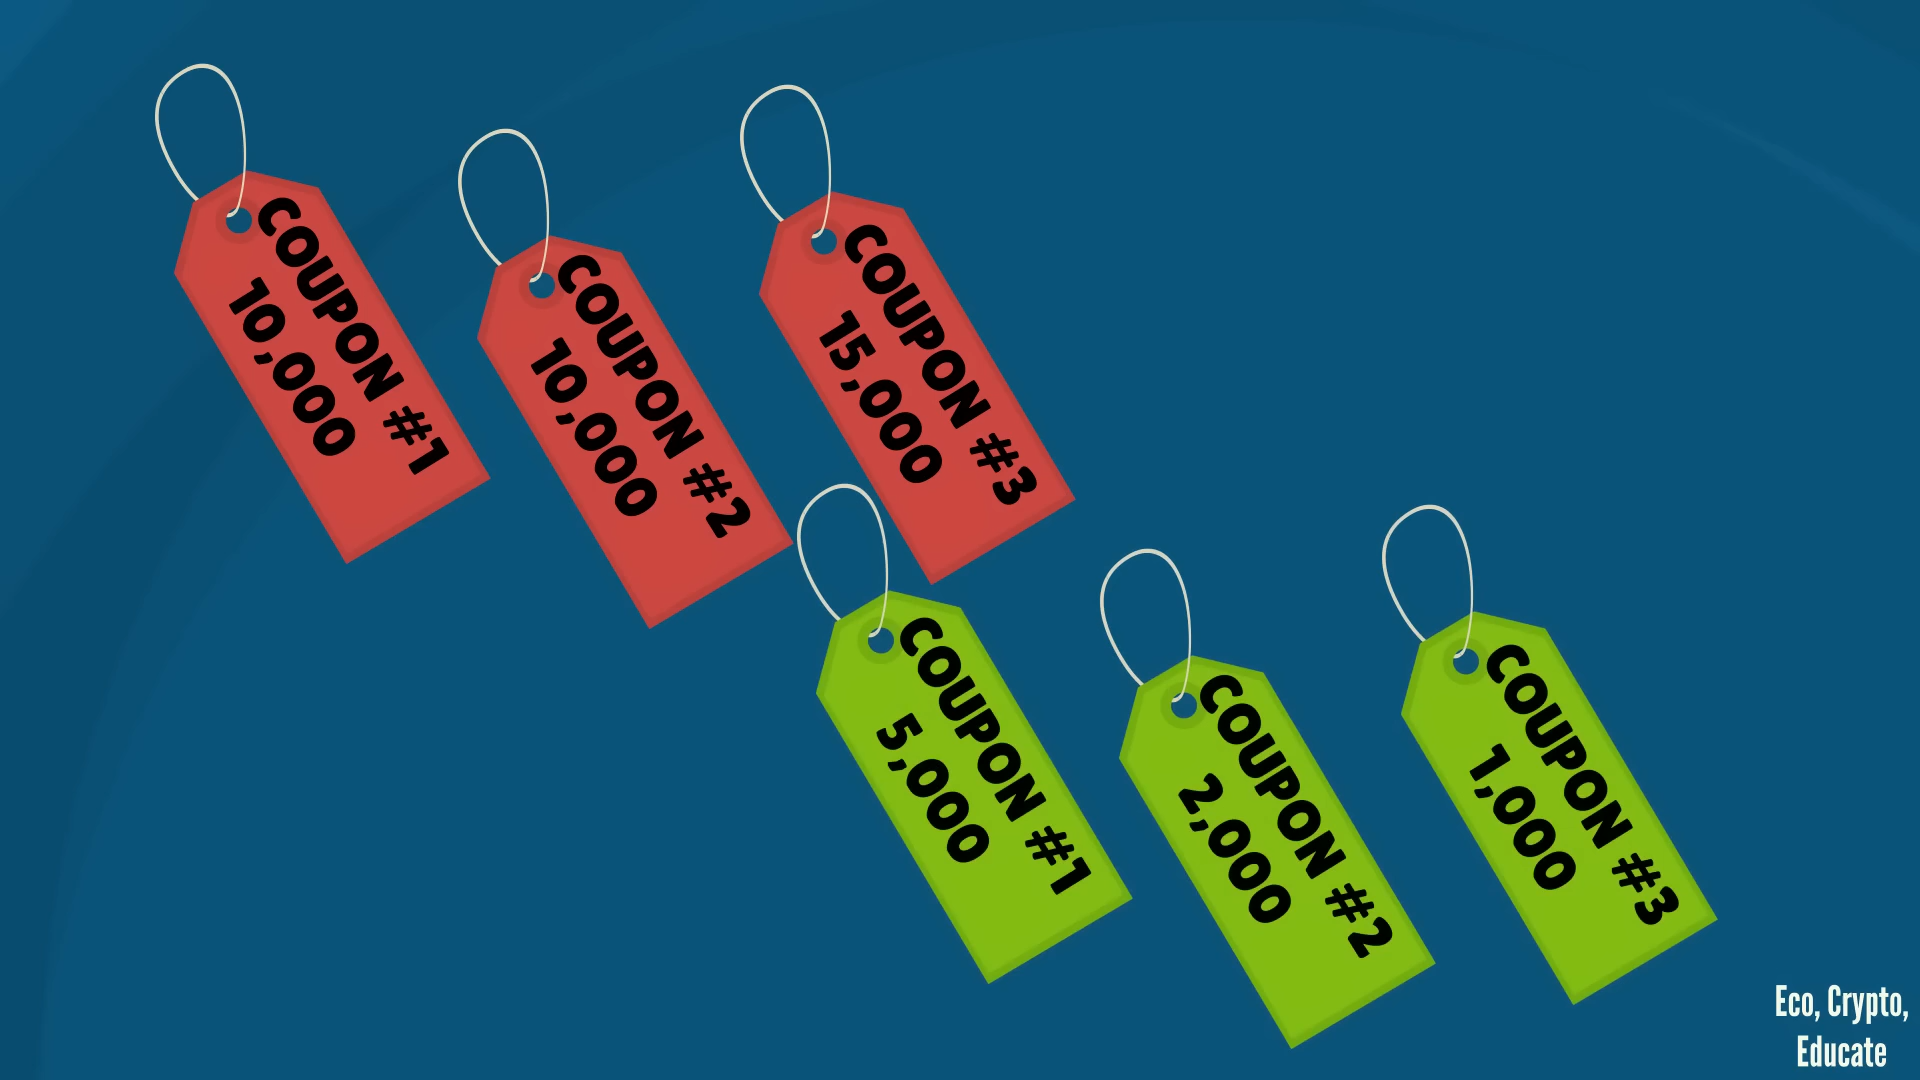 COUPON #1
10,000
COUPON #2
10,000
COUPON #3
15,000
COUPON #1
5,000
COUPON #2
2,000
COUPON #3
1,000
Eco, Crypto,
Educate